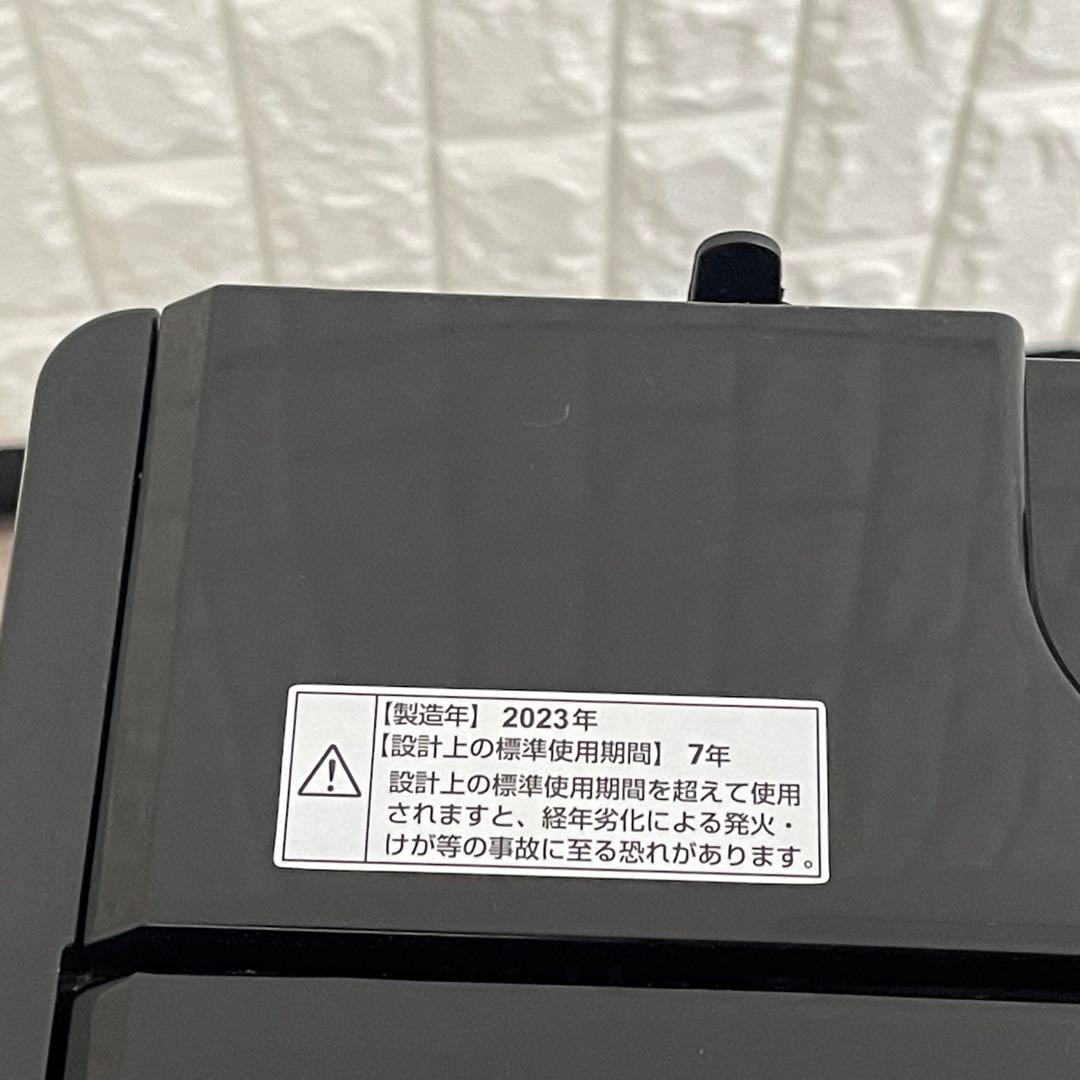 【製造年】 2023年
【設計上の標準使用期間】 7年
設計上の標準使用期間を超えて使用
されますと、経年劣化による発火・
けが等の事故に至る恐れがあります。